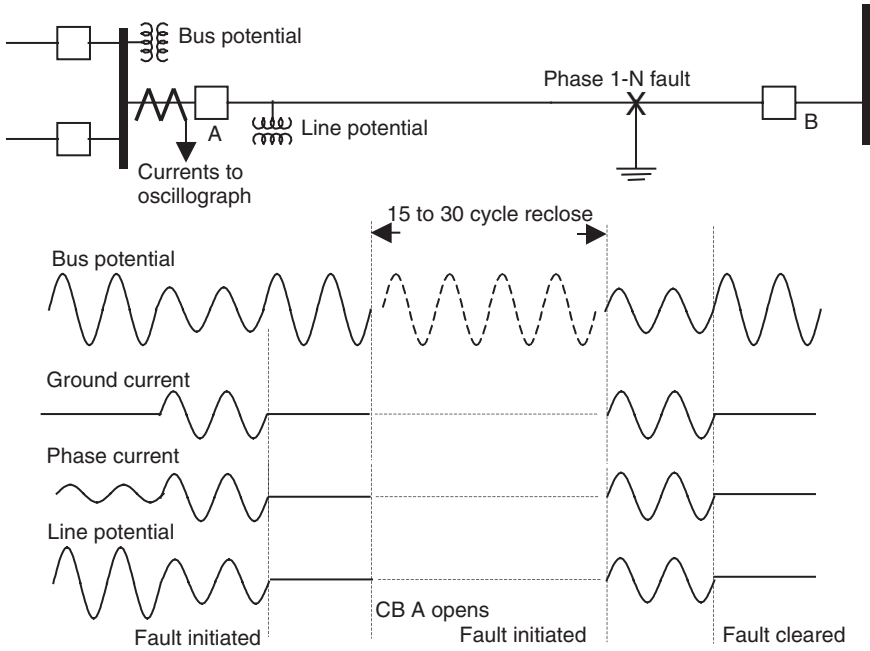 Bus potential
Phase 1-N fault
A
Line potential
B
Currents to
oscillograph
15 to 30 cycle reclose
Bus potential
Ground current
Phase current
Line potential
CB A opens
Fault initiated
Fault initiated
Fault cleared